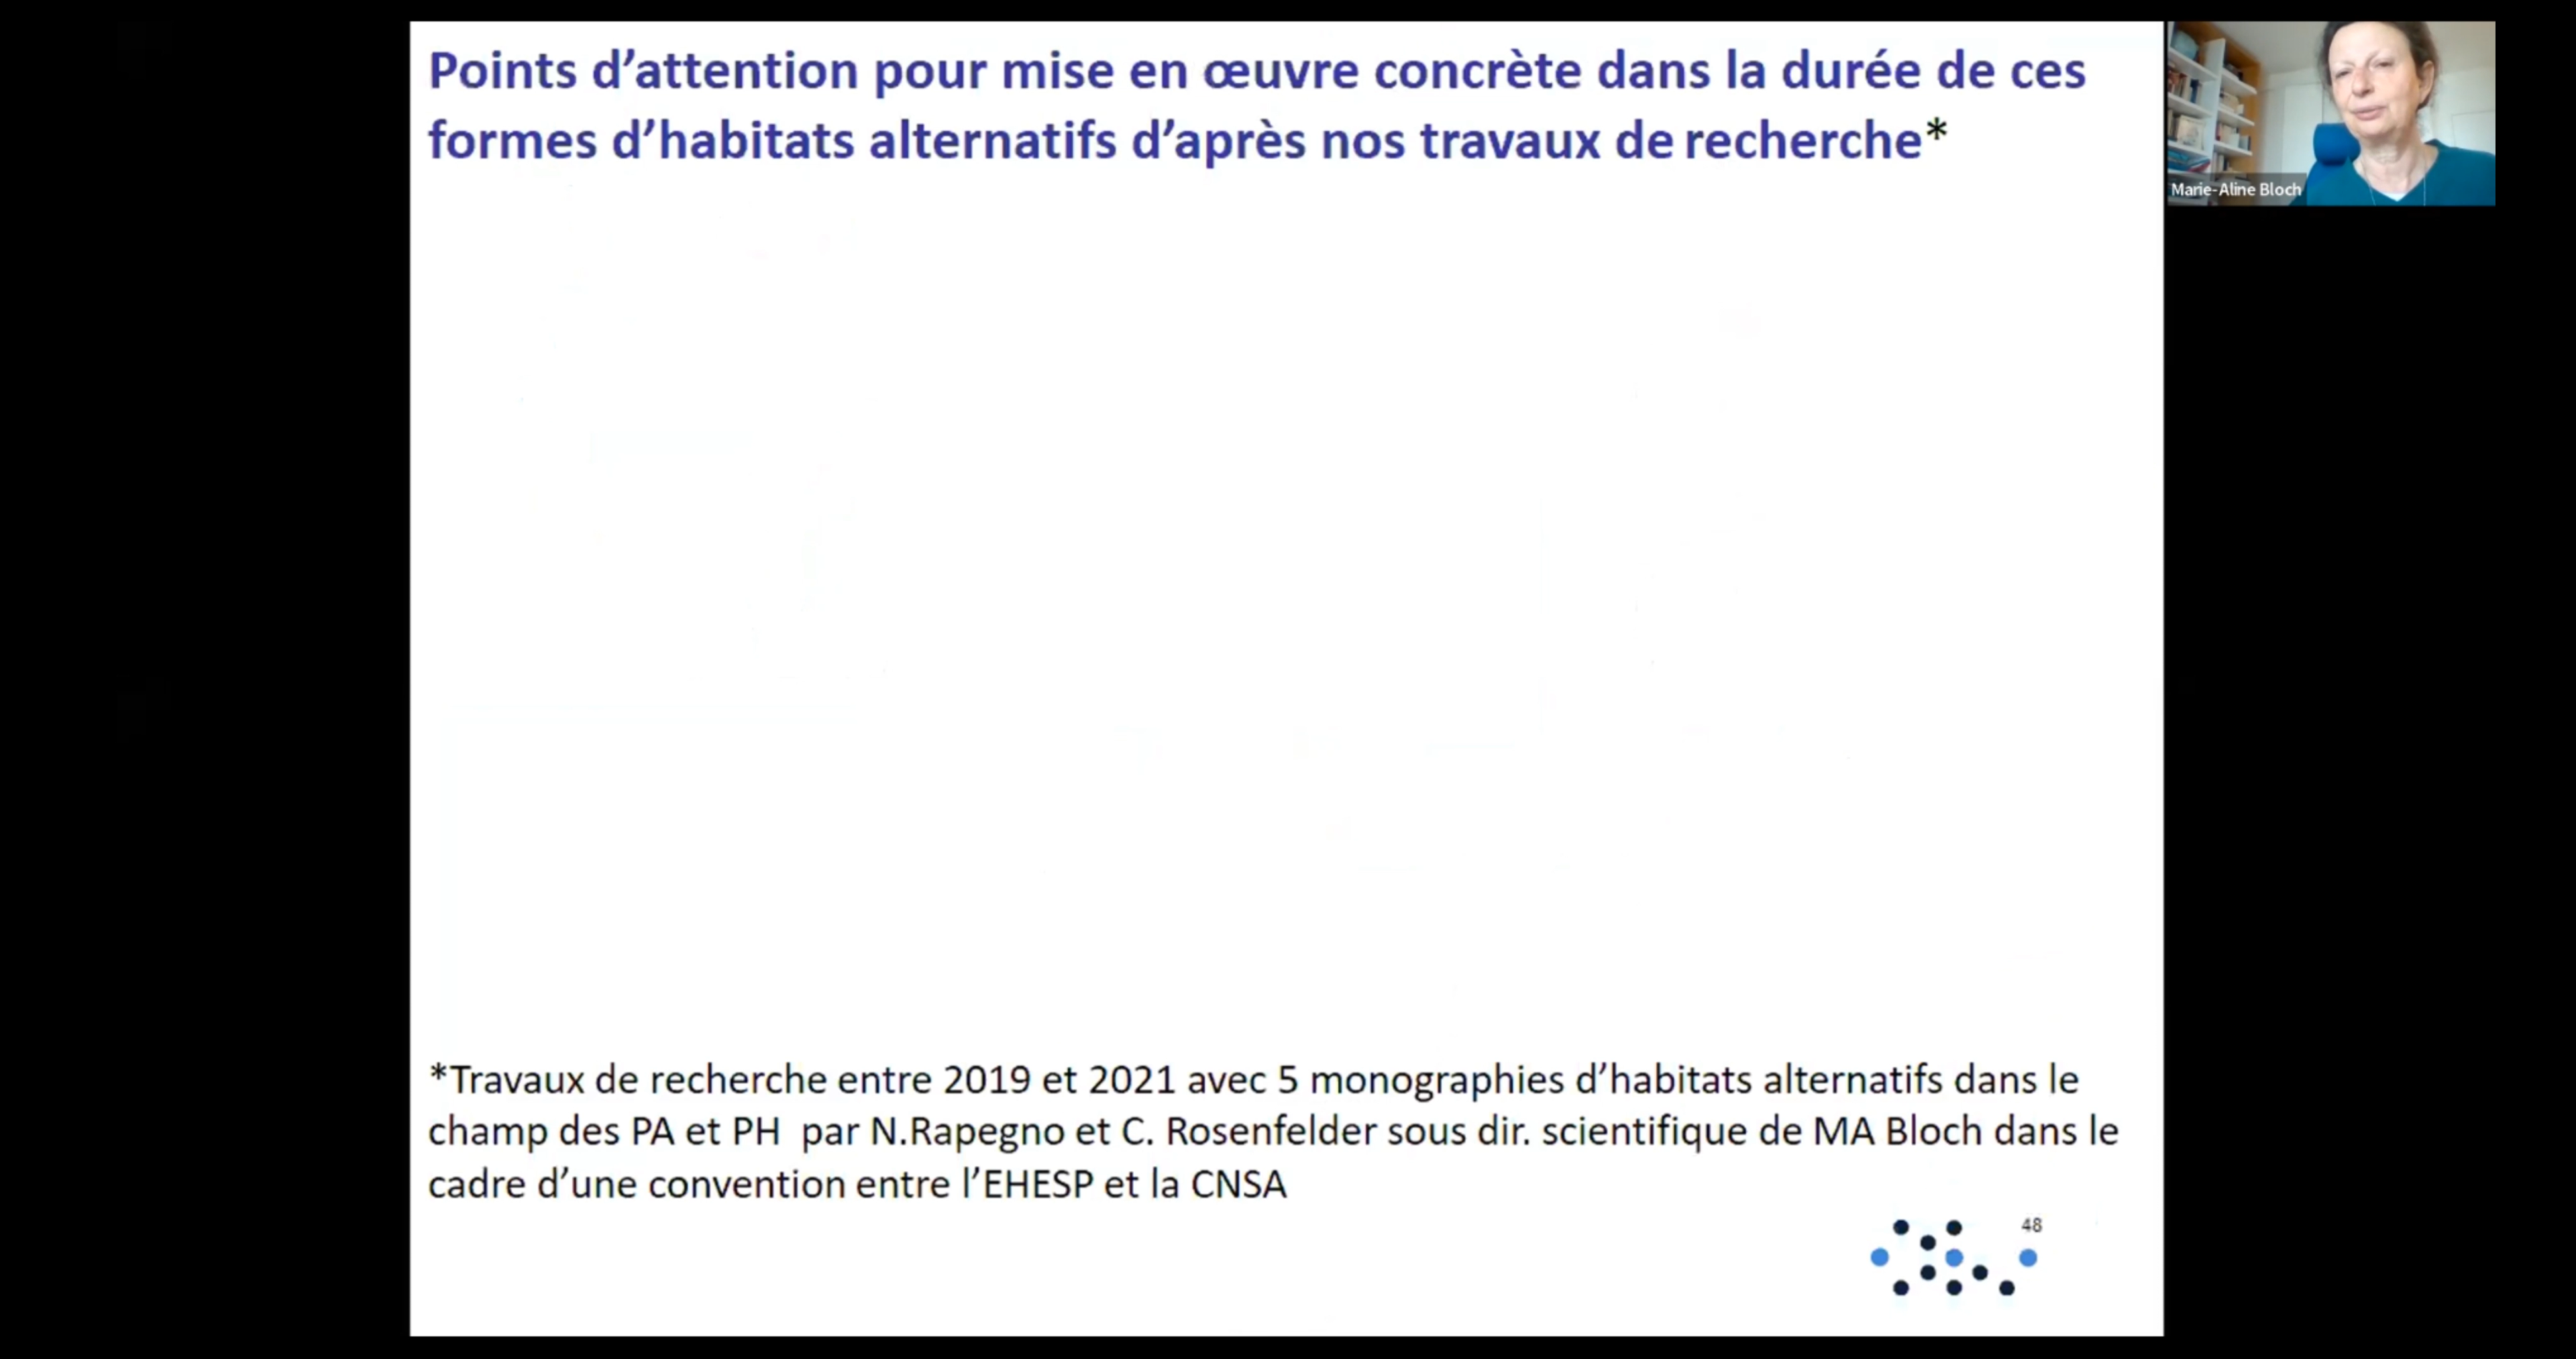 Points d’attention pour mise en œuvre concrète dans la durée de ces
formes d’habitats alternatifs d’après nos travaux de recherche*
Marie-Aline Bloch
*Travaux de recherche entre 2019 et 2021 avec 5 monographies d’habitats alternatifs dans le
champ des PA et PH par N.Rapegno et C. Rosenfelder sous dir. scientifique de MA Bloch dans le
cadre d’une convention entre l’EHESP et la CNSA
48